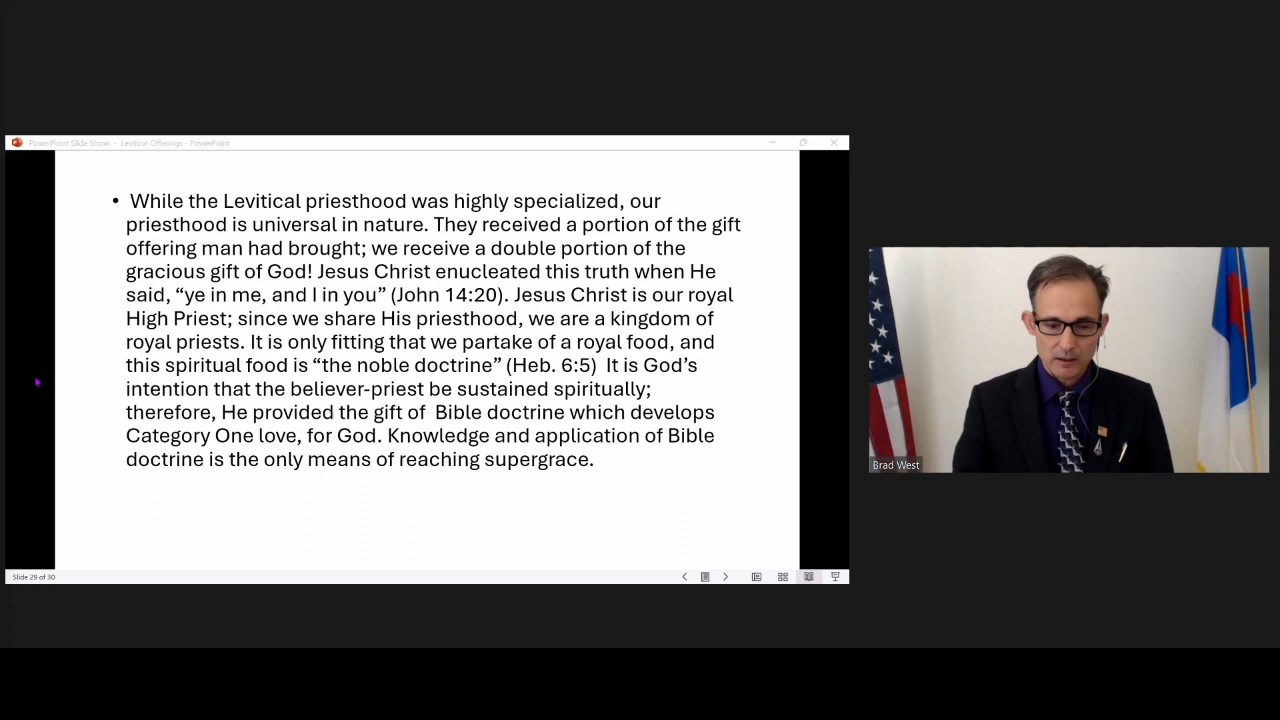 PowerPoint Slide Show - Levitical Offerings - PowerPoint
• While the Levitical priesthood was highly specialized, our
priesthood is universal in nature. They received a portion of the gift
offering man had brought; we receive a double portion of the
gracious gift of God! Jesus Christ enucleated this truth when He
said, “ye in me, and I in you” (John 14:20). Jesus Christ is our royal
High Priest; since we share His priesthood, we are a kingdom of
royal priests. It is only fitting that we partake of a royal food, and
this spiritual food is “the noble doctrine” (Heb. 6:5)  It is God’s
intention that the believer-priest be sustained spiritually;
therefore, He provided the gift of  Bible doctrine which develops
Category One love, for God. Knowledge and application of Bible
doctrine is the only means of reaching supergrace.
Slide 29 of 30
Brad West